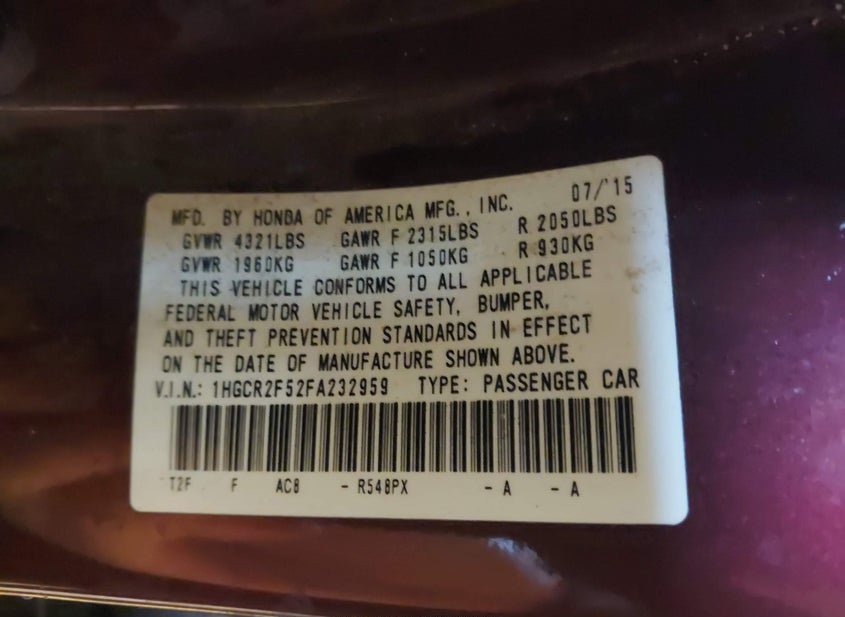 MFD. BY HONDA OF AMERICA MFG., INC. 07/'15
GVWR 4321LBS GAWR F 2315LBS R 2050LBS
GVWR 1960KG GAWR F 1050KG R 930KG
THIS VEHICLE CONFORMS TO ALL APPLICABLE
FEDERAL MOTOR VEHICLE SAFETY, BUMPER,
AND THEFT PREVENTION STANDARDS IN EFFECT
ON THE DATE OF MANUFACTURE SHOWN ABOVE.
V.I.N.: 1HGCR2F52FA232959 TYPE: PASSENGER CAR
T2F F AC8 - R548PX - A - A